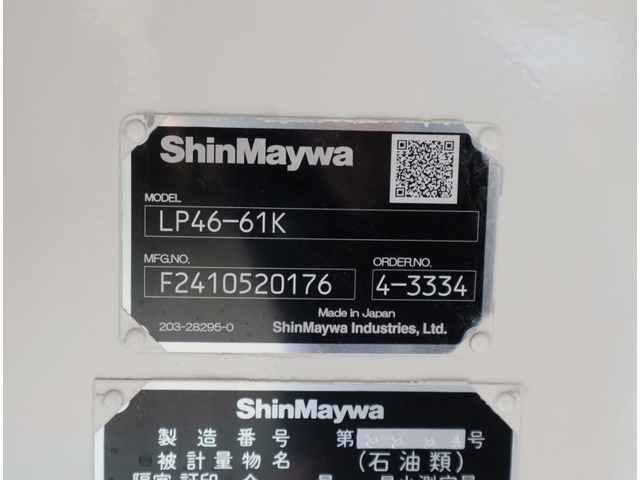 ShinMaywa
MODEL
LP46-61K
MFG.NO.
F2410520176
ORDER.NO.
4-3334
Made in Japan
203-28295-0
ShinMaywa Industries, Ltd.
ShinMaywa
製造番号 第 号
被計量物名 (石油類)